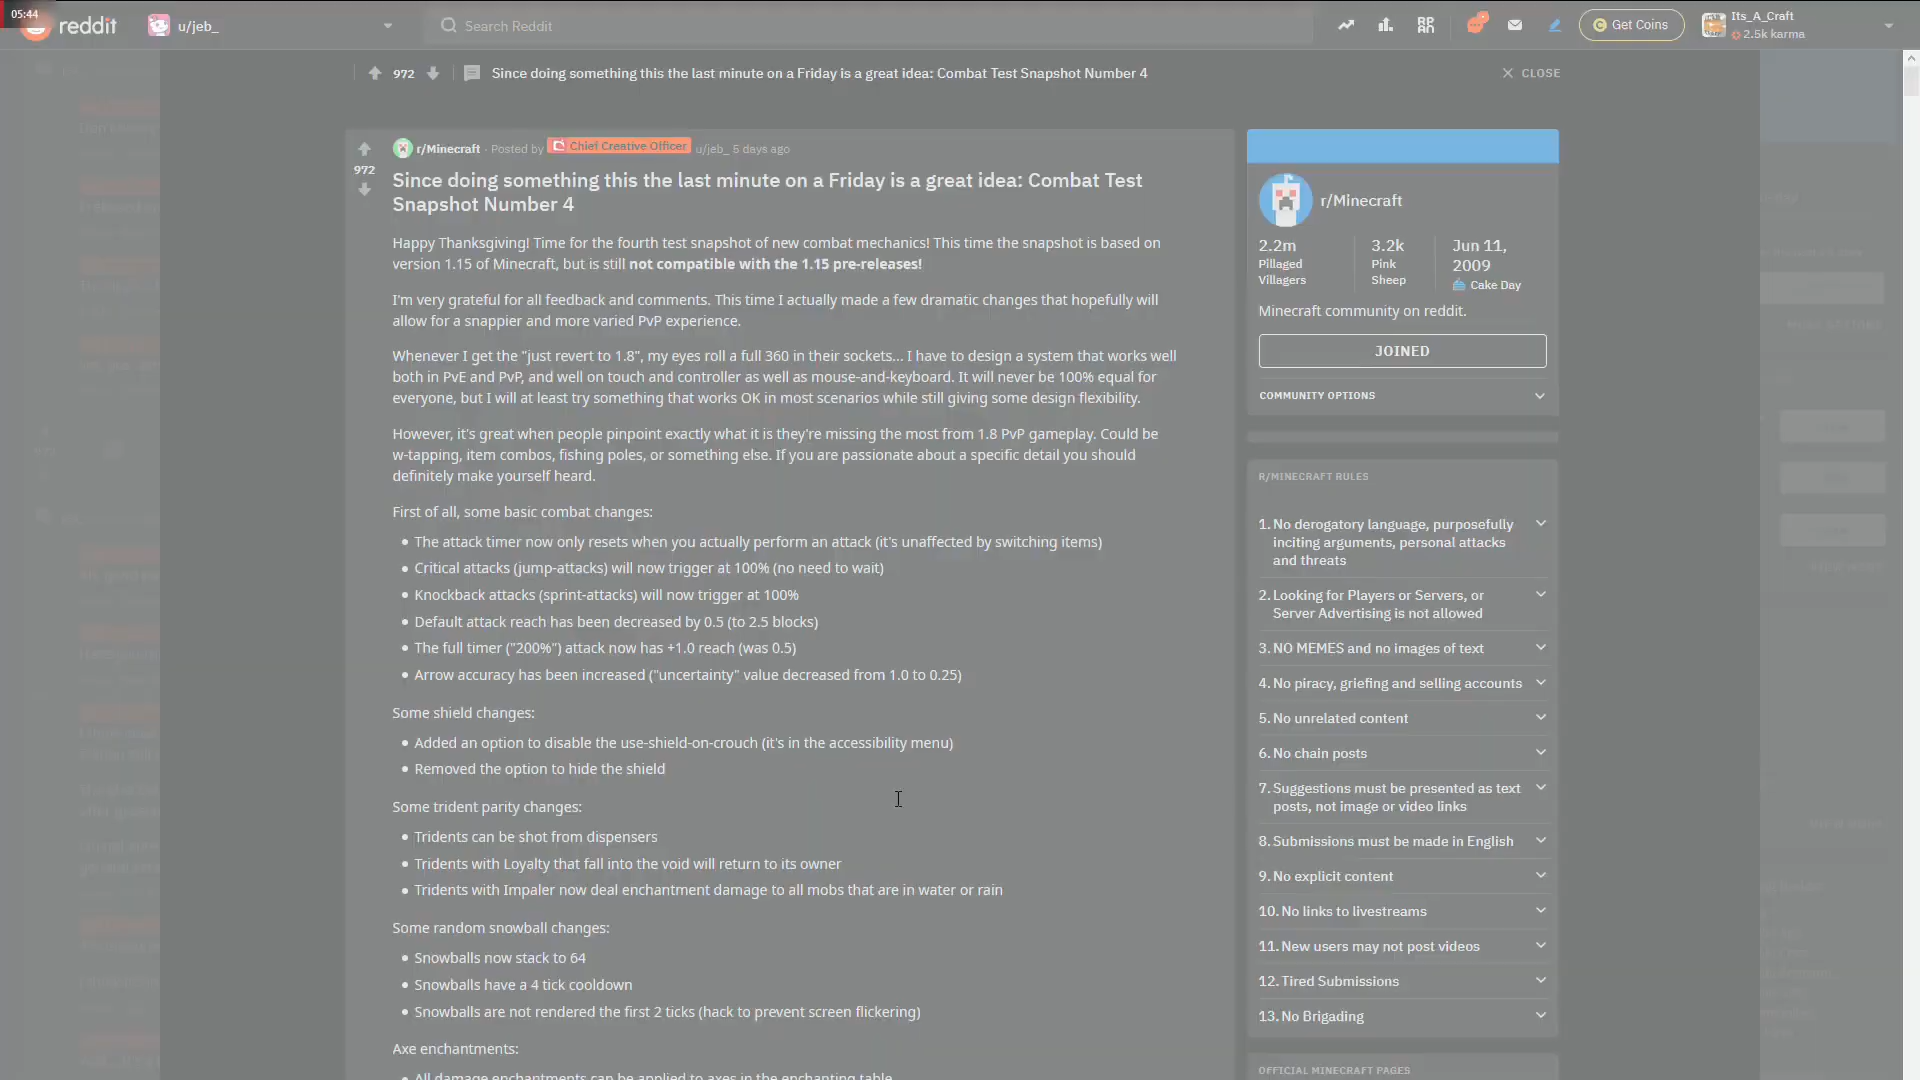 05:44
reddit
u/jeb_
Search Reddit
Get Coins
Its_A_Craft
2.5k karma
972
Since doing something this the last minute on a Friday is a great idea: Combat Test Snapshot Number 4
CLOSE
r/Minecraft · Posted by Chief Creative Officer u/jeb_ 5 days ago
972
Since doing something this the last minute on a Friday is a great idea: Combat Test
Snapshot Number 4
Happy Thanksgiving! Time for the fourth test snapshot of new combat mechanics! This time the snapshot is based on
version 1.15 of Minecraft, but is still not compatible with the 1.15 pre-releases!
I'm very grateful for all feedback and comments. This time I actually made a few dramatic changes that hopefully will
allow for a snappier and more varied PvP experience.
Whenever I get the "just revert to 1.8", my eyes roll a full 360 in their sockets... I have to design a system that works well
both in PvE and PvP, and well on touch and controller as well as mouse-and-keyboard. It will never be 100% equal for
everyone, but I will at least try something that works OK in most scenarios while still giving some design flexibility.
However, it's great when people pinpoint exactly what it is they're missing the most from 1.8 PvP gameplay. Could be
w-tapping, item combos, fishing poles, or something else. If you are passionate about a specific detail you should
definitely make yourself heard.
First of all, some basic combat changes:
• The attack timer now only resets when you actually perform an attack (it's unaffected by switching items)
• Critical attacks (jump-attacks) will now trigger at 100% (no need to wait)
• Knockback attacks (sprint-attacks) will now trigger at 100%
• Default attack reach has been decreased by 0.5 (to 2.5 blocks)
• The full timer ("200%") attack now has +1.0 reach (was 0.5)
• Arrow accuracy has been increased ("uncertainty" value decreased from 1.0 to 0.25)
Some shield changes:
• Added an option to disable the use-shield-on-crouch (it's in the accessibility menu)
• Removed the option to hide the shield
Some trident parity changes:
• Tridents can be shot from dispensers
• Tridents with Loyalty that fall into the void will return to its owner
• Tridents with Impaler now deal enchantment damage to all mobs that are in water or rain
Some random snowball changes:
• Snowballs now stack to 64
• Snowballs have a 4 tick cooldown
• Snowballs are not rendered the first 2 ticks (hack to prevent screen flickering)
Axe enchantments:
• All damage enchantments can be applied to axes in the enchanting table
r/Minecraft
2.2m
Pillaged
Villagers
3.2k
Pink
Sheep
Jun 11,
2009
Cake Day
Minecraft community on reddit.
JOINED
COMMUNITY OPTIONS
R/MINECRAFT RULES
1. No derogatory language, purposefully
inciting arguments, personal attacks
and threats
2. Looking for Players or Servers, or
Server Advertising is not allowed
3. NO MEMES and no images of text
4. No piracy, griefing and selling accounts
5. No unrelated content
6. No chain posts
7. Suggestions must be presented as text
posts, not image or video links
8. Submissions must be made in English
9. No explicit content
10. No links to livestreams
11. New users may not post videos
12. Tired Submissions
13. No Brigading
OFFICIAL MINECRAFT PAGES